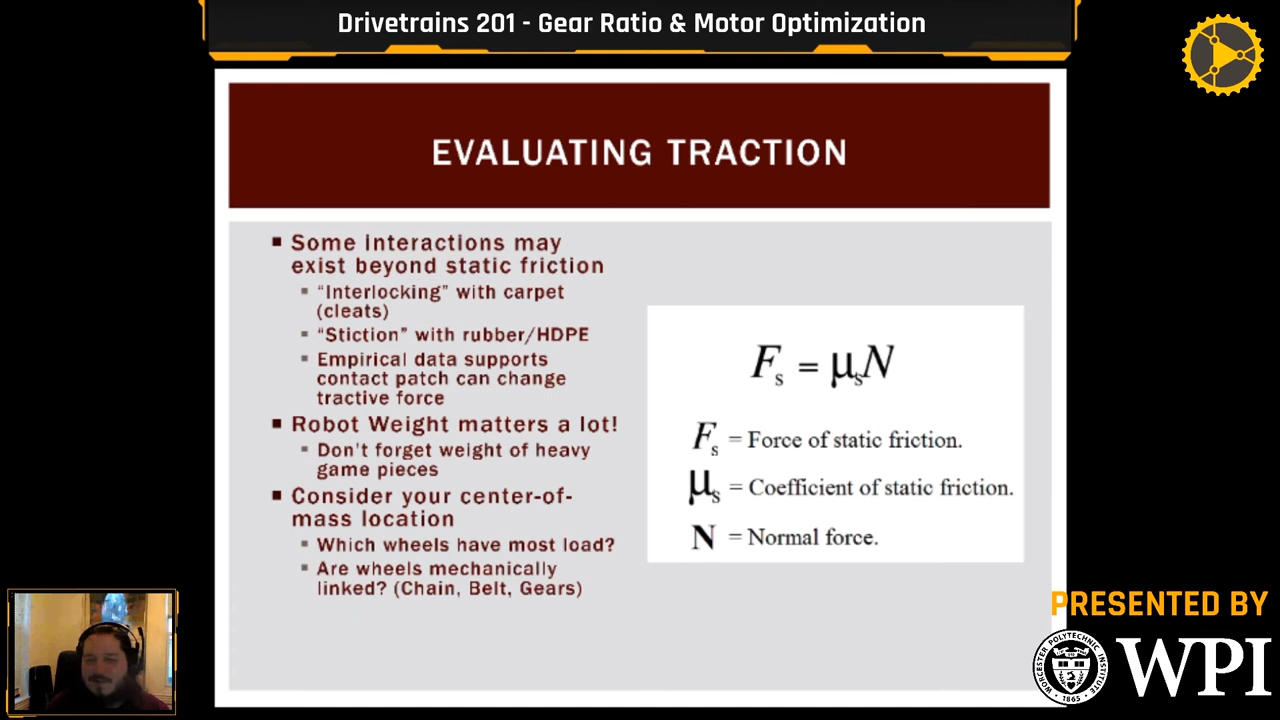 Drivetrains 201 - Gear Ratio & Motor Optimization
EVALUATING TRACTION
▪ Some interactions may
exist beyond static friction
▪ “Interlocking” with carpet
(cleats)
▪ “Stiction” with rubber/HDPE
▪ Empirical data supports
contact patch can change
tractive force
▪ Robot Weight matters a lot!
▪ Don't forget weight of heavy
game pieces
▪ Consider your center-of-
mass location
▪ Which wheels have most load?
▪ Are wheels mechanically
linked? (Chain, Belt, Gears)
Fs = μsN
Fs = Force of static friction.
μs = Coefficient of static friction.
N = Normal force.
PRESENTED BY
WORCESTER POLYTECHNIC INSTITUTE
1865
WPI